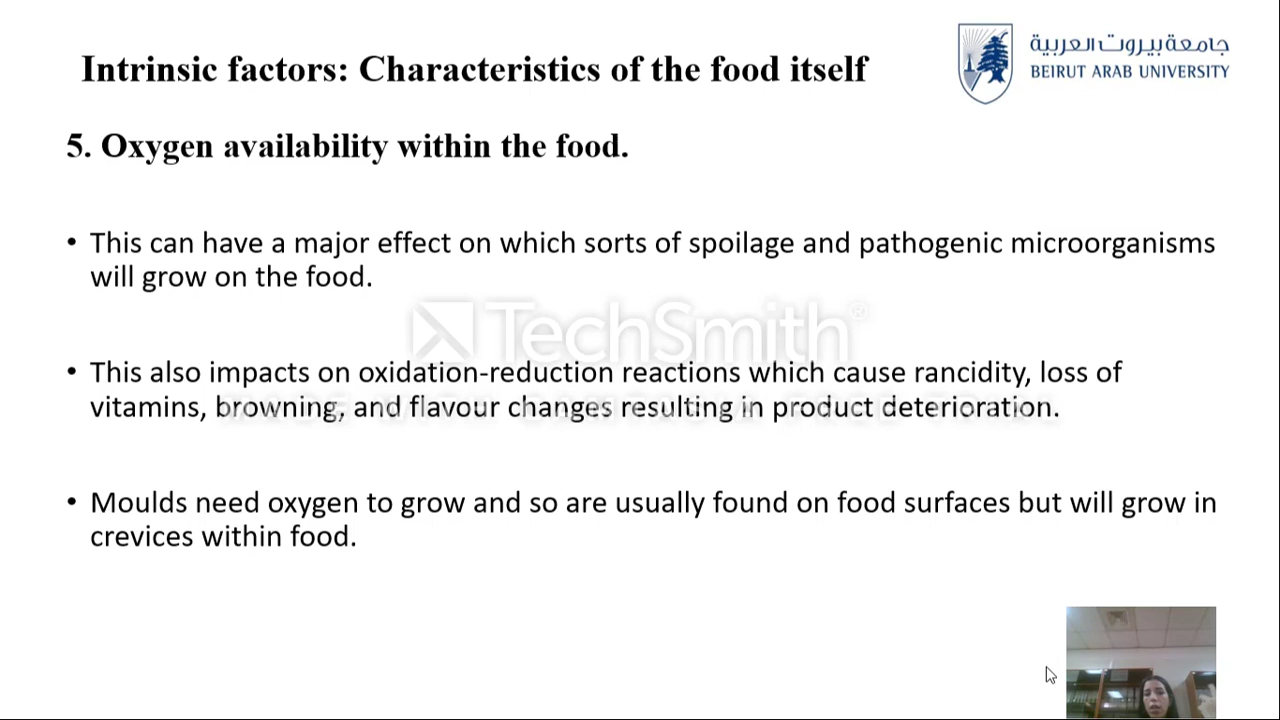 جامعة بيروت العربية
BEIRUT ARAB UNIVERSITY
Intrinsic factors: Characteristics of the food itself
5. Oxygen availability within the food.
• This can have a major effect on which sorts of spoilage and pathogenic microorganisms
will grow on the food.
TechSmith®
• This also impacts on oxidation-reduction reactions which cause rancidity, loss of
vitamins, browning, and flavour changes resulting in product deterioration.
• Moulds need oxygen to grow and so are usually found on food surfaces but will grow in
crevices within food.